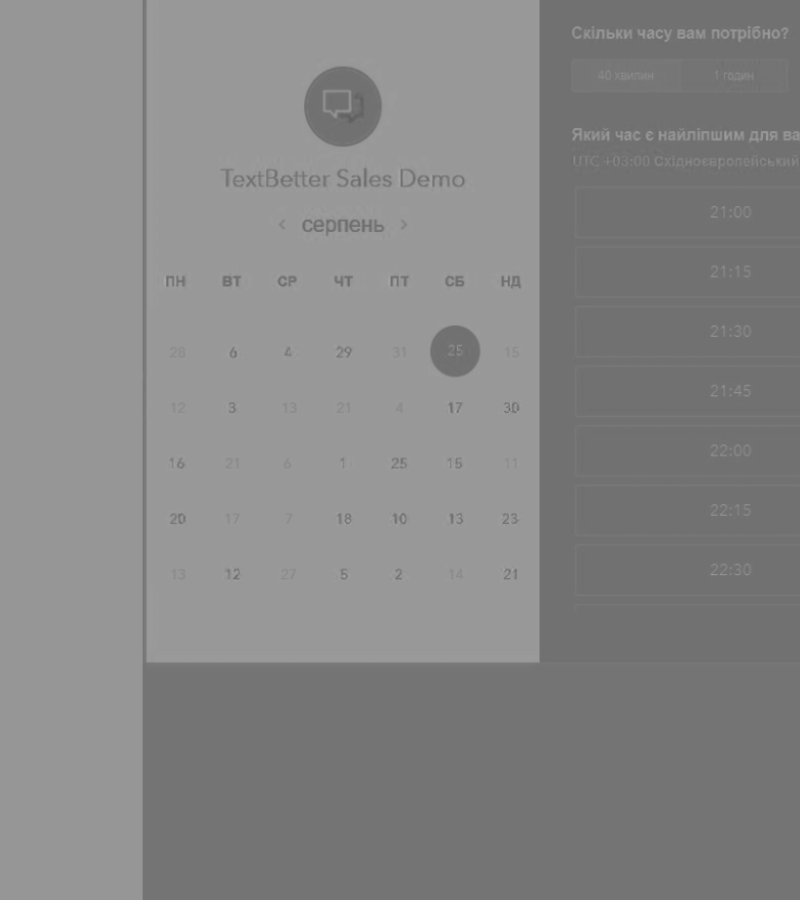 TextBetter Sales Demo
‹ серпень ›
ПН ВТ СР ЧТ ПТ СБ НД
28 6 4 29 31 25 15
12 3 13 21 4 17 30
16 21 6 1 25 15 11
20 17 7 18 10 13 23
13 12 27 5 2 14 21
Скільки часу вам потрібно?
40 хвилин 1 годин
Який час є найліпшим для ва
UTC +03:00 Східноєвропейський
21:00
21:15
21:30
21:45
22:00
22:15
22:30